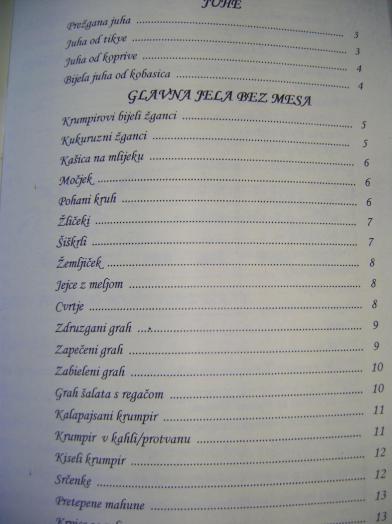 JUHE
Prežgana juha 3
Juha od tikve 3
Juha od koprive 4
Bijela juha od kobasica 4
GLAVNA JELA BEZ MESA
Krumpirovi bijeli žganci 5
Kukuruzni žganci 5
Kašica na mlijeku 6
Močjek 6
Pohani kruh 6
Žličeki 7
Šiškrli 7
Žemljiček 8
Jejce z meljom 8
Cvrtje 8
Zdruzgani grah 9
Zapečeni grah 9
Zabieleni grah 10
Grah šalata s regačom 10
Kalapajsani krumpir 11
Krumpir v kahli/protvanu 11
Kiseli krumpir 12
Srčenke 12
Pretepene mahune 13
13